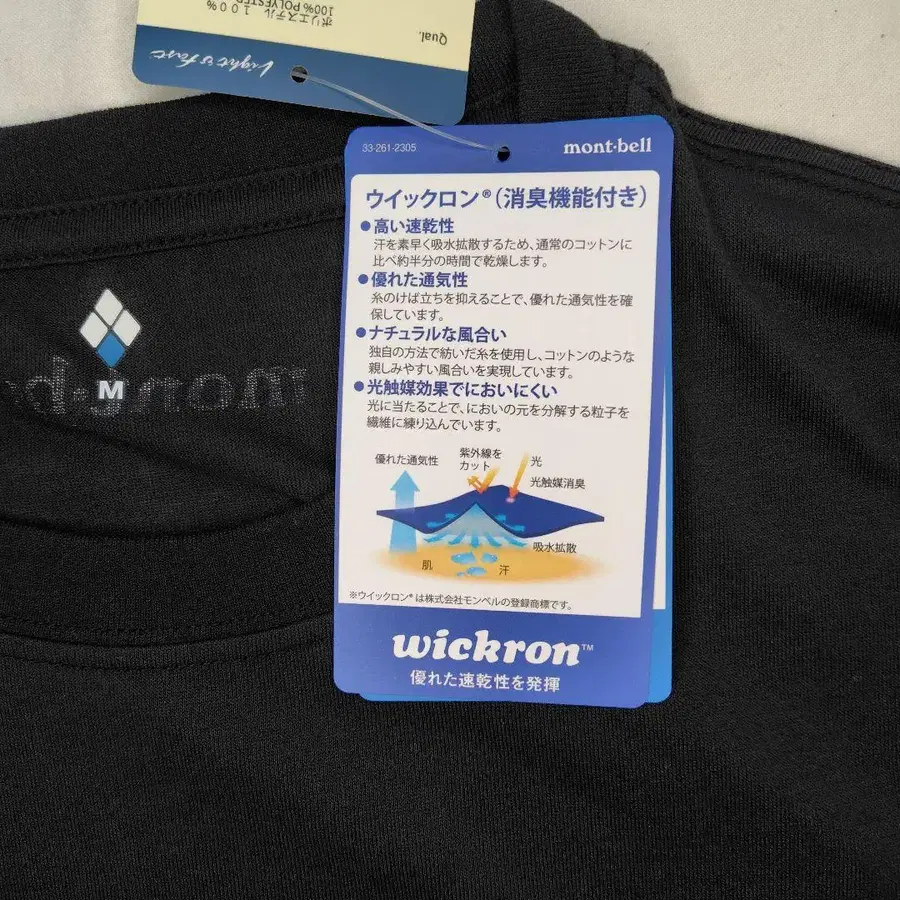 ポリエステル 100%
100% POLYESTER
Qual.
Light & Fast
33-261-2305
mont-bell
ウイックロン®(消臭機能付き)
●高い速乾性
汗を素早く吸水拡散するため、通常のコットンに
比べ約半分の時間で乾燥します。
●優れた通気性
糸のけば立ちを抑えることで、優れた通気性を確
保しています。
●ナチュラルな風合い
独自の方法で紡いだ糸を使用し、コットンのような
親しみやすい風合いを実現しています。
●光触媒効果でにおいにくい
光に当たることで、においの元を分解する粒子を
繊維に練り込んでいます。
優れた通気性
紫外線を
カット
光
光触媒消臭
吸水拡散
肌
汗
※ウイックロン®は株式会社モンベルの登録商標です。
wickron™
優れた速乾性を発揮
M